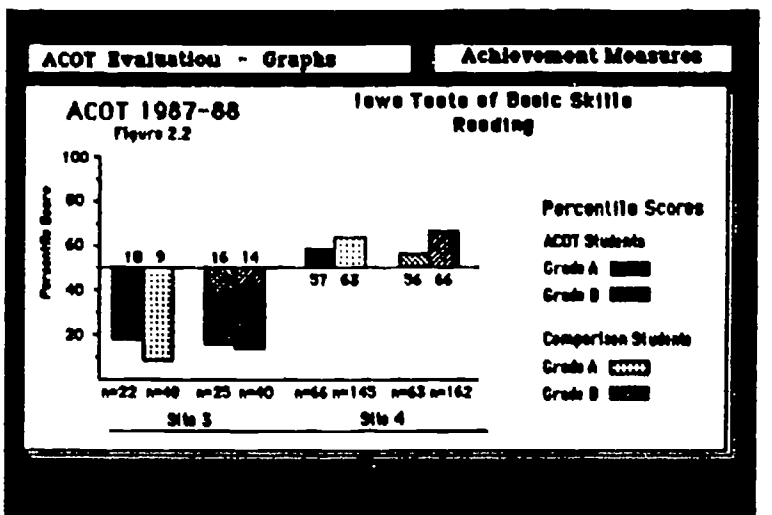 ACOT Evaluation - Graphs
Achievement Measures
ACOT 1987-88
Figure 2.2
Iowa Tests of Basic Skills
Reading
Percentile Score
100
80
60
40
20
18 9 16 14
57 63 56 66
n=22 n=40 n=25 n=40 n=66 n=145 n=63 n=162
Site 3 Site 4
Percentile Scores
ACOT Students
Grade A
Grade B
Comparison Students
Grade A
Grade B